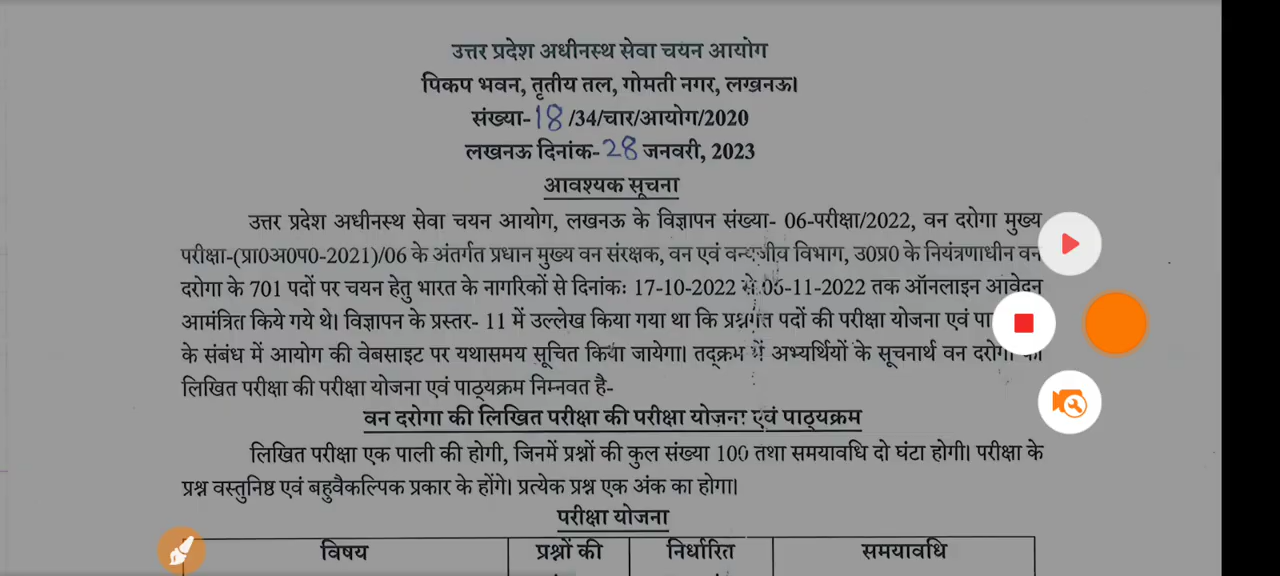 उत्तर प्रदेश अधीनस्थ सेवा चयन आयोग
पिकप भवन, तृतीय तल, गोमती नगर, लखनऊ।
संख्या-18/34/चार/आयोग/2020
लखनऊ दिनांक-28 जनवरी, 2023
आवश्यक सूचना
उत्तर प्रदेश अधीनस्थ सेवा चयन आयोग, लखनऊ के विज्ञापन संख्या- 06-परीक्षा/2022, वन दरोगा मुख्य
परीक्षा-(प्रा0अ0प0-2021)/06 के अंतर्गत प्रधान मुख्य वन संरक्षक, वन एवं वन्यजीव विभाग, उ0प्र0 के नियंत्रणाधीन वन
दरोगा के 701 पदों पर चयन हेतु भारत के नागरिकों से दिनांकः 17-10-2022 से 06-11-2022 तक ऑनलाइन आवेदन
आमंत्रित किये गये थे। विज्ञापन के प्रस्तर- 11 में उल्लेख किया गया था कि प्रश्नगत पदों की परीक्षा योजना एवं
के संबंध में आयोग की वेबसाइट पर यथासमय सूचित किया जायेगा। तद्क्रम में अभ्यर्थियों के सूचनार्थ वन दरोगा
लिखित परीक्षा की परीक्षा योजना एवं पाठ्यक्रम निम्नवत है-
वन दरोगा की लिखित परीक्षा की परीक्षा योजना एवं पाठ्यक्रम
लिखित परीक्षा एक पाली की होगी, जिनमें प्रश्नों की कुल संख्या 100 तथा समयावधि दो घंटा होगी। परीक्षा के
प्रश्न वस्तुनिष्ठ एवं बहुवैकल्पिक प्रकार के होंगे। प्रत्येक प्रश्न एक अंक का होगा।
परीक्षा योजना
विषय प्रश्नों की निर्धारित समयावधि